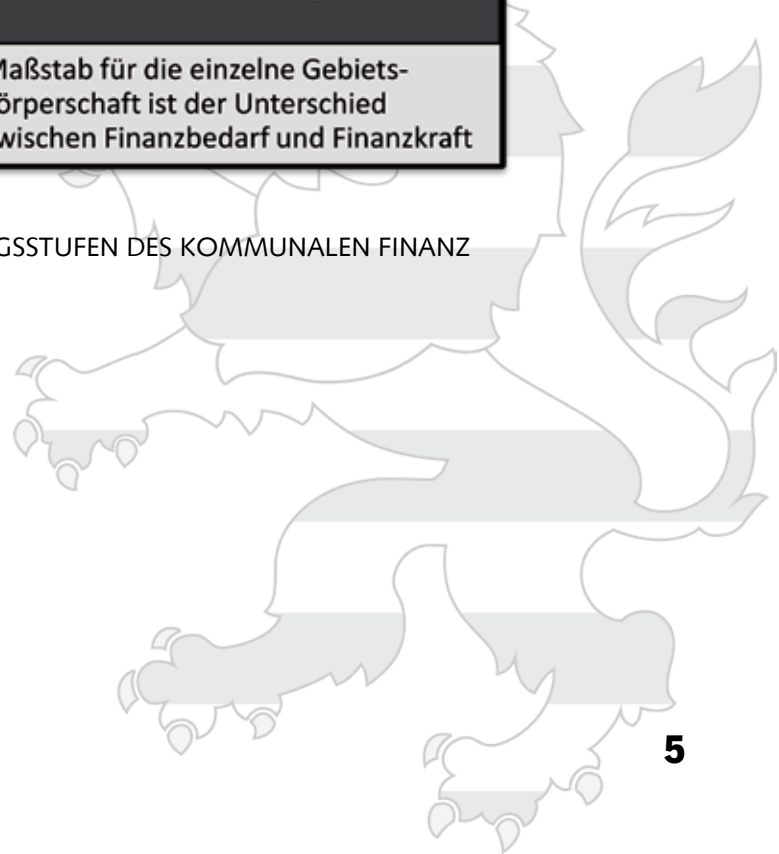 Maßstab für die einzelne Gebiets-
örperschaft ist der Unterschied
wischen Finanzbedarf und Finanzkraft
GSSTUFEN DES KOMMUNALEN FINANZ
5